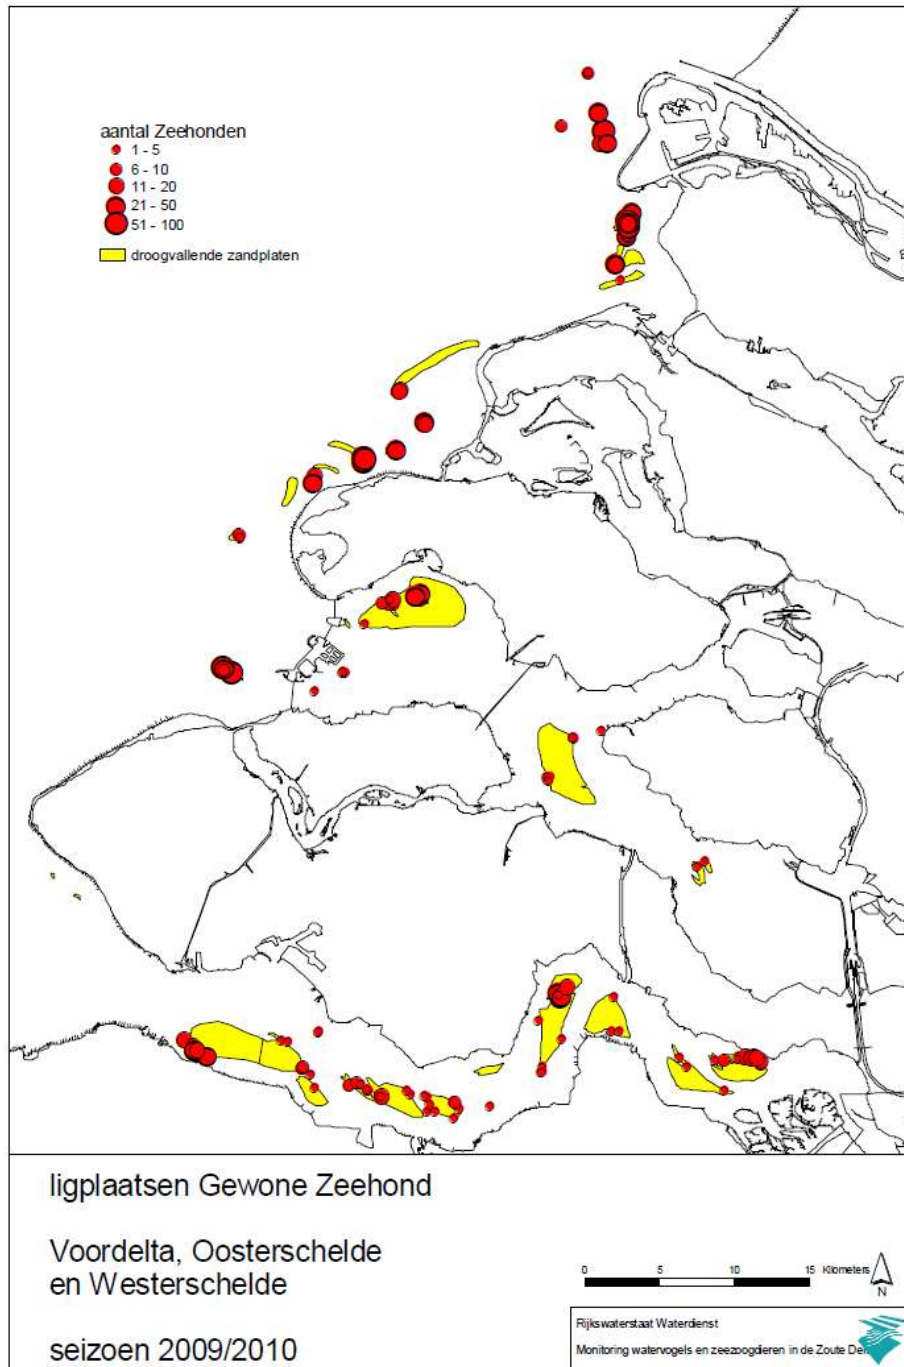 aantal Zeehonden
1 - 5
6 - 10
11 - 20
21 - 50
51 - 100
droogvallende zandplaten
ligplaatsen Gewone Zeehond
Voordelta, Oosterschelde
en Westerschelde
seizoen 2009/2010
0 5 10 15 Kilometers
N
Rijkswaterstaat Waterdienst
Monitoring watervogels en zeezoogdieren in de Zoute